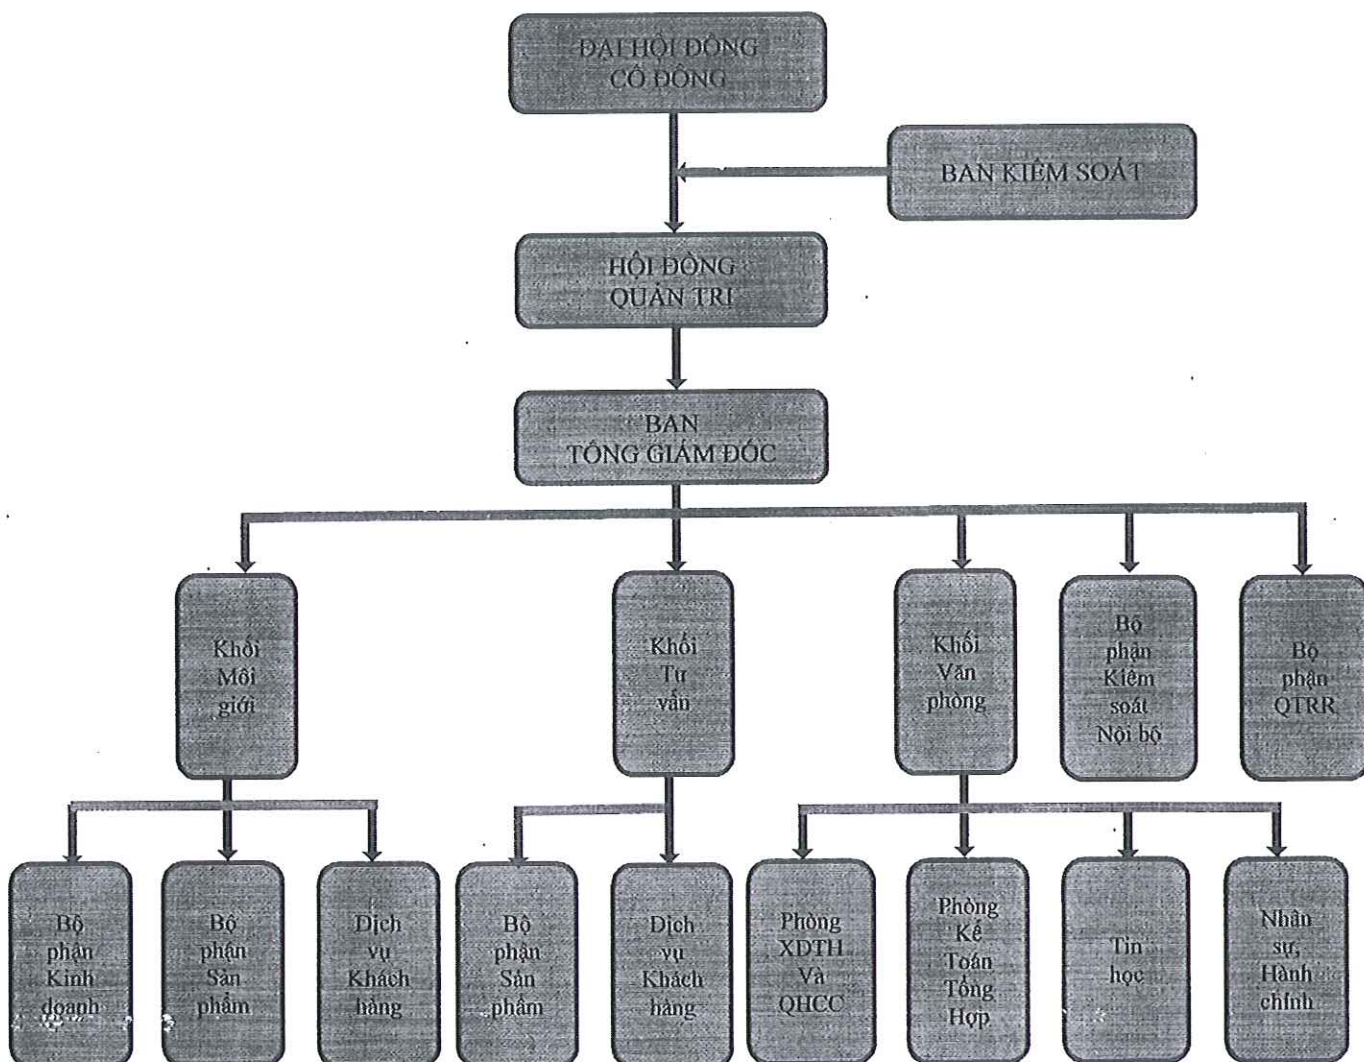 ĐẠI HỘI ĐỒNG
CỔ ĐÔNG
BAN KIỂM SOÁT
HỘI ĐỒNG
QUẢN TRỊ
BAN
TỔNG GIÁM ĐỐC
Khối
Môi
giới
Khối
Tư
vấn
Khối
Văn
phòng
Bộ
phận
Kiểm
soát
Nội bộ
Bộ
phận
QTRR
Bộ
phận
Kinh
doanh
Bộ
phận
Sản
phẩm
Dịch
vụ
Khách
hàng
Bộ
phận
Sản
phẩm
Dịch
vụ
Khách
hàng
Phòng
XDTH
Và
QHCC
Phòng
Kế
Toán
Tổng
Hợp
Tin
học
Nhân
sự,
Hành
chính